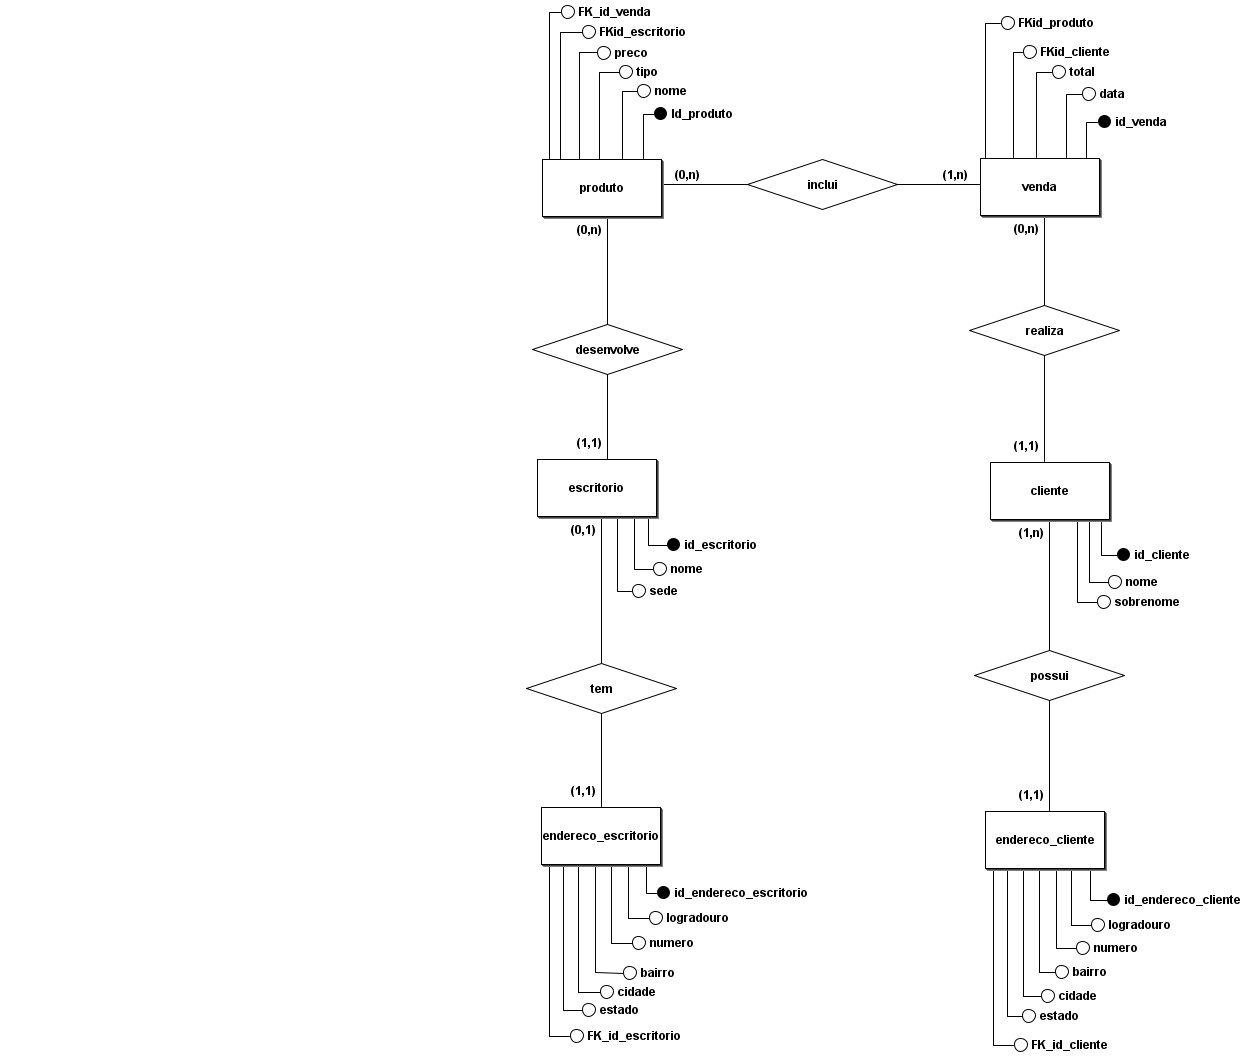 FK_id_venda
FKid_escritorio
preco
tipo
nome
Id_produto
produto
(0,n)
inclui
(1,n)
FKid_produto
FKid_cliente
total
data
id_venda
venda
(0,n)
desenvolve
(1,1)
escritorio
(0,1)
id_escritorio
nome
sede
tem
(1,1)
endereco_escritorio
id_endereco_escritorio
logradouro
numero
bairro
cidade
estado
FK_id_escritorio
(0,n)
realiza
(1,1)
cliente
(1,n)
id_cliente
nome
sobrenome
possui
(1,1)
endereco_cliente
id_endereco_cliente
logradouro
numero
bairro
cidade
estado
FK_id_cliente